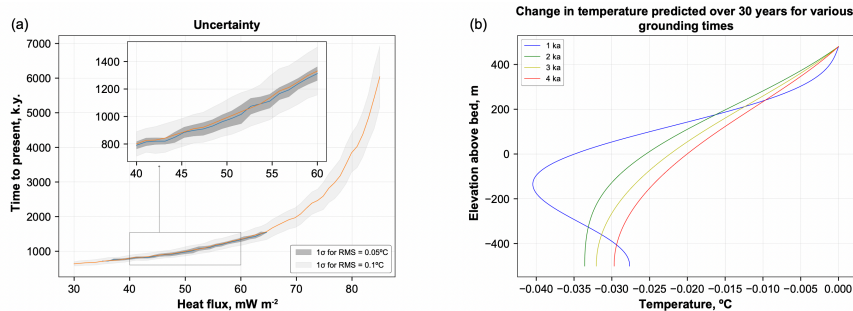 (a)
Uncertainty
Time to present, k.y.
7000
6000
5000
4000
3000
2000
1000
1400
1200
1000
800
40 45 50 55 60
1σ for RMS = 0.05ºC
1σ for RMS = 0.1ºC
30 40 50 60 70 80
Heat flux, mW m-2
(b)
Change in temperature predicted over 30 years for various
grounding times
Elevation above bed, m
1 ka
2 ka
3 ka
4 ka
400
200
0
−200
−400
−0.040 −0.035 −0.030 −0.025 −0.020 −0.015 −0.010 −0.005 0.000
Temperature, ºC